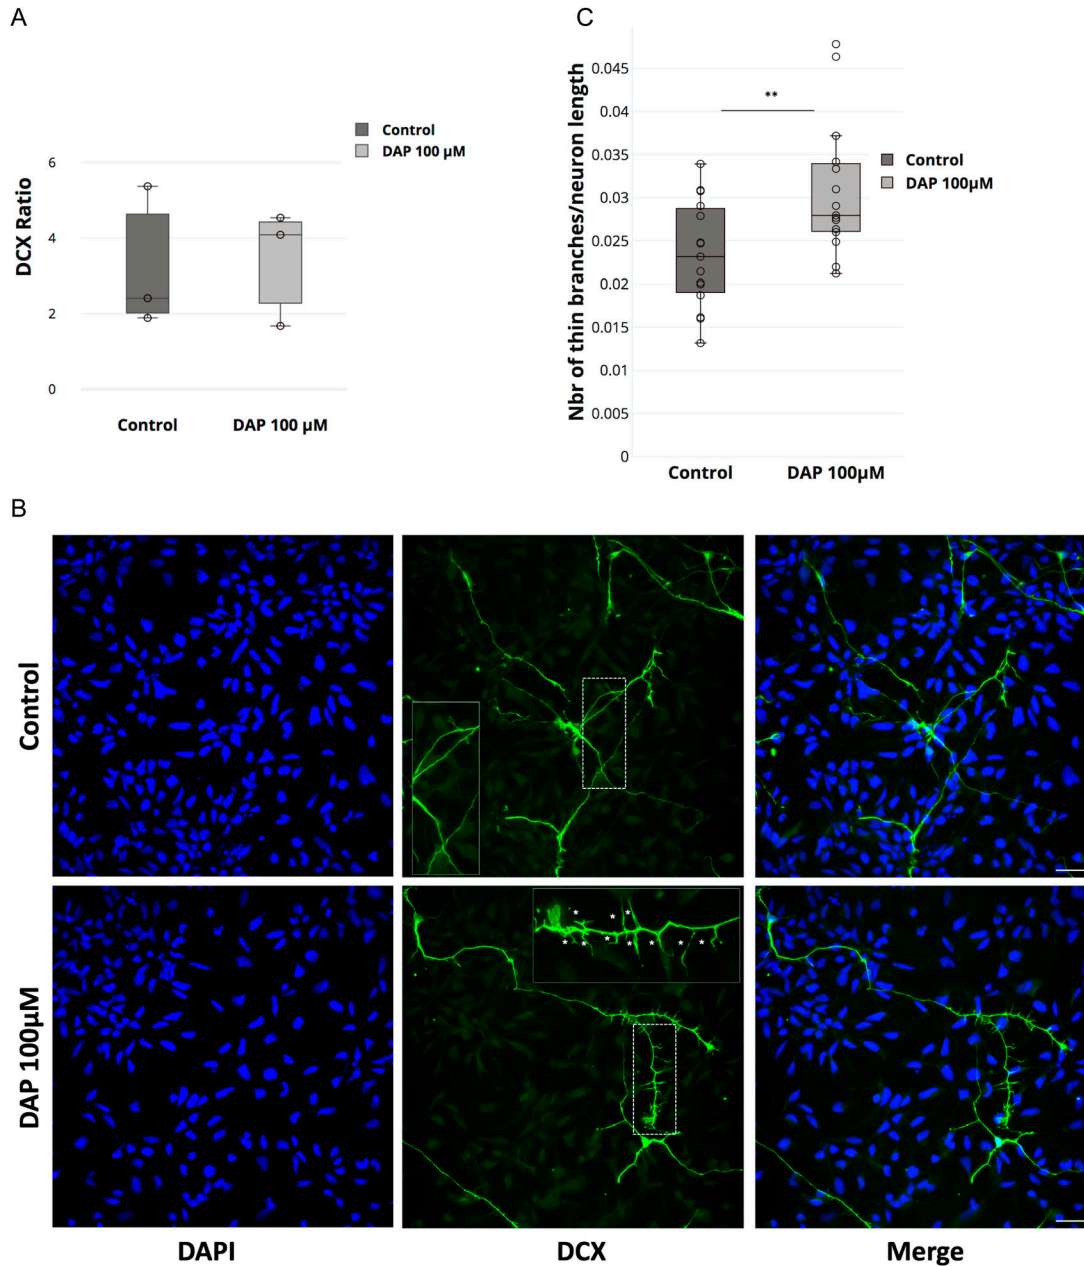 A
Control
DAP 100 µM
DCX Ratio
6
4
2
0
Control
DAP 100 µM
C
Nbr of thin branches/neuron length
0.045
0.04
0.035
0.03
0.025
0.02
0.015
0.01
0.005
0
**
Control
DAP 100µM
Control
DAP 100µM
B
Control
DAP 100µM
* * *
* * * * * * *
DAPI
DCX
Merge